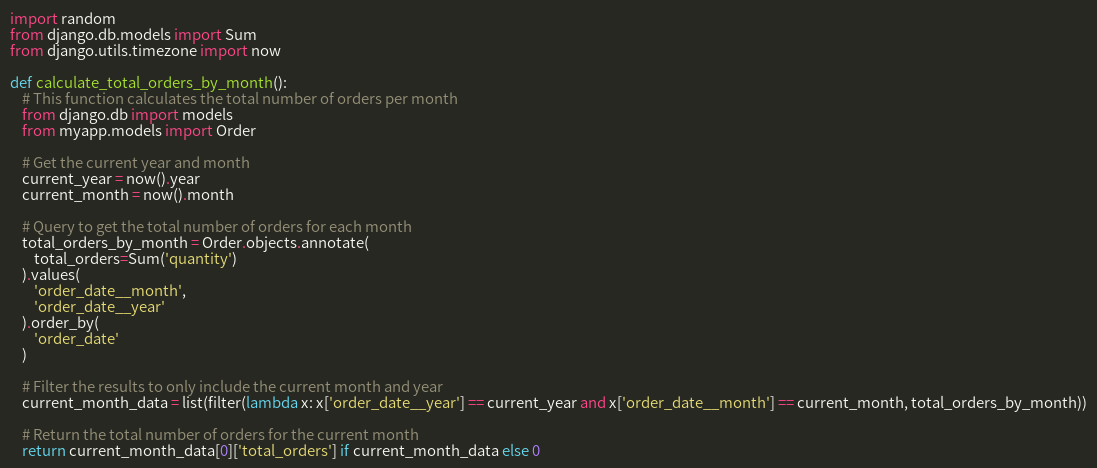 import random
from django.db.models import Sum
from django.utils.timezone import now

def calculate_total_orders_by_month():
    # This function calculates the total number of orders per month
    from django.db import models
    from myapp.models import Order

    # Get the current year and month
    current_year = now().year
    current_month = now().month

    # Query to get the total number of orders for each month
    total_orders_by_month = Order.objects.annotate(
        total_orders=Sum('quantity')
    ).values(
        'order_date__month',
        'order_date__year'
    ).order_by(
        'order_date'
    )

    # Filter the results to only include the current month and year
    current_month_data = list(filter(lambda x: x['order_date__year'] == current_year and x['order_date__month'] == current_month, total_orders_by_month))

    # Return the total number of orders for the current month
    return current_month_data[0]['total_orders'] if current_month_data else 0